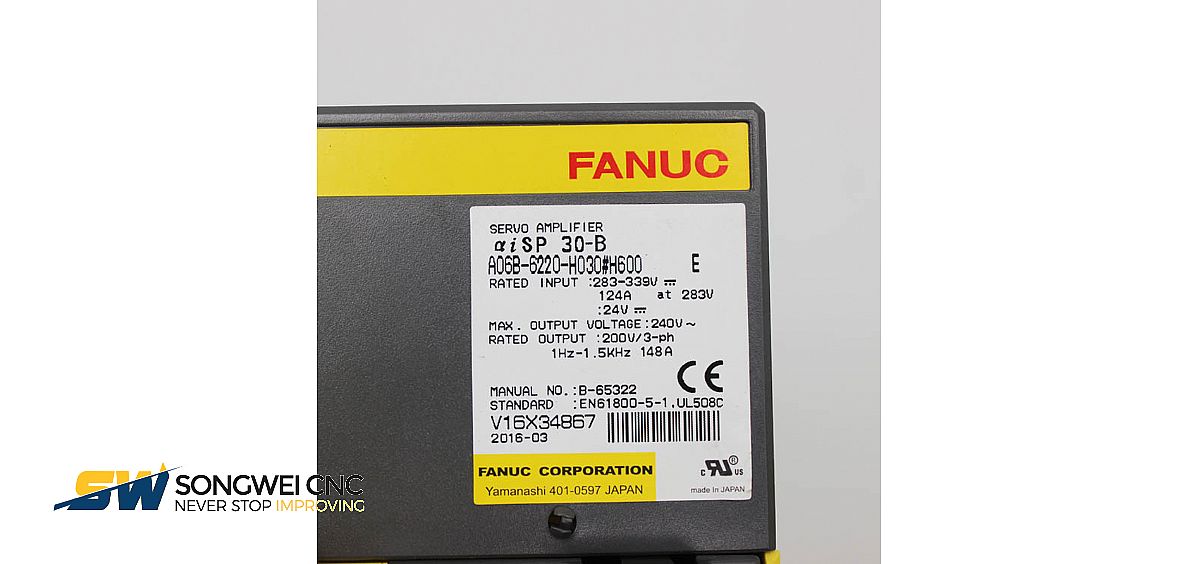 FANUC
SERVO AMPLIFIER
αiSP 30-B
A06B-6220-H030#H600 E
RATED INPUT :283-339V ⎓
124A at 283V
:24V ⎓
MAX. OUTPUT VOLTAGE:240V～
RATED OUTPUT :200V/3-ph
1Hz-1.5KHz 148A
CE
MANUAL NO.:B-65322
STANDARD :EN61800-5-1,UL508C
V16X34867
2016-03
FANUC CORPORATION
Yamanashi 401-0597 JAPAN
c RU ® US
made In JAPAN
SW SONGWEI CNC
NEVER STOP IMPROVING